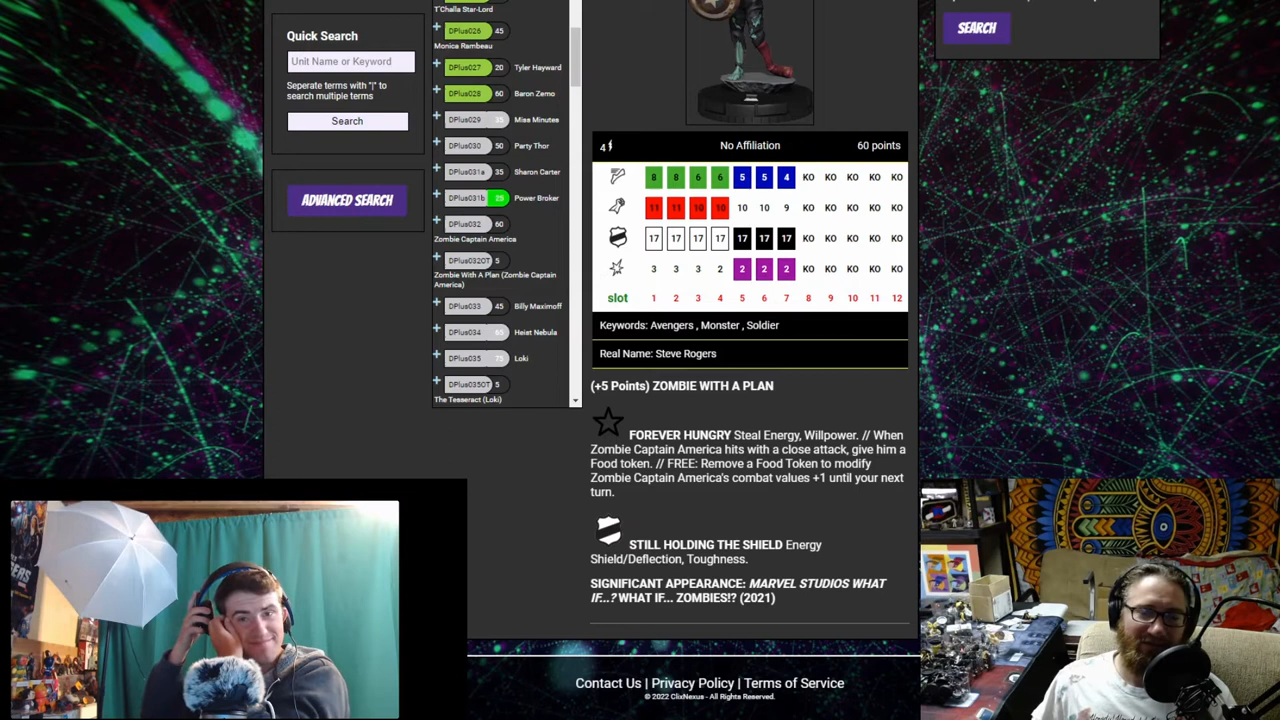 Quick Search
Unit Name or Keyword
Seperate terms with "|" to
search multiple terms
Search
ADVANCED SEARCH
T'Challa Star-Lord
DPlus026 45
Monica Rambeau
DPlus027 20 Tyler Hayward
DPlus028 60 Baron Zemo
DPlus029 35 Miss Minutes
DPlus030 50 Party Thor
DPlus031a 35 Sharon Carter
DPlus031b 25 Power Broker
DPlus032 60
Zombie Captain America
DPlus032OT 5
Zombie With A Plan (Zombie Captain
America)
DPlus033 45 Billy Maximoff
DPlus034 65 Heist Nebula
DPlus035 75 Loki
DPlus035OT 5
The Tesseract (Loki)
SEARCH
4 No Affiliation 60 points
8 8 6 6 5 5 4 KO KO KO KO KO
11 11 10 10 10 10 9 KO KO KO KO KO
17 17 17 17 17 17 17 KO KO KO KO KO
3 3 3 2 2 2 2 KO KO KO KO KO
slot 1 2 3 4 5 6 7 8 9 10 11 12
Keywords: Avengers , Monster , Soldier
Real Name: Steve Rogers
(+5 Points) ZOMBIE WITH A PLAN
FOREVER HUNGRY Steal Energy, Willpower. // When
Zombie Captain America hits with a close attack, give him a
Food token. // FREE: Remove a Food Token to modify
Zombie Captain America's combat values +1 until your next
turn.
STILL HOLDING THE SHIELD Energy
Shield/Deflection, Toughness.
SIGNIFICANT APPEARANCE: MARVEL STUDIOS WHAT
IF...? WHAT IF... ZOMBIES!? (2021)
Contact Us | Privacy Policy | Terms of Service
© 2022 ClixNexus - All Rights Reserved.